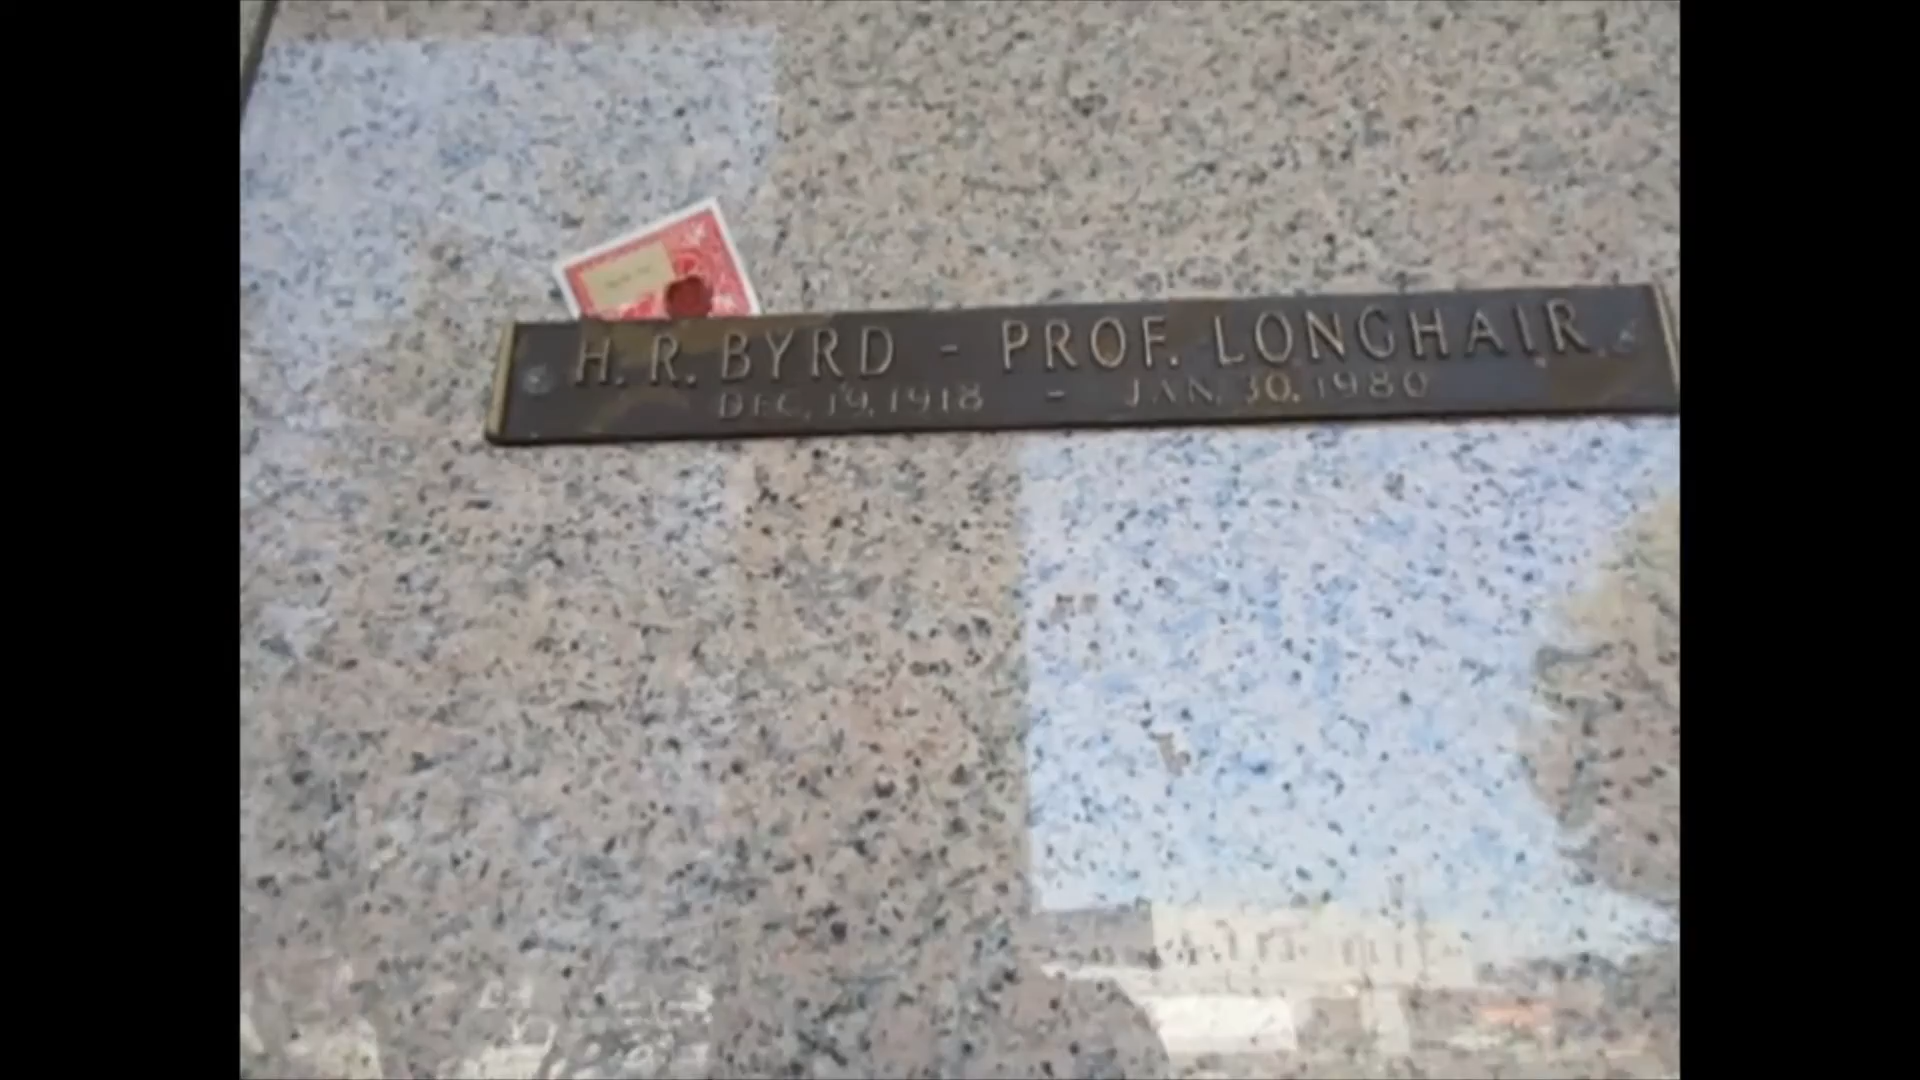 H. R. BYRD - PROF. LONGHAIR
DEC. 19, 1918 - JAN. 30, 1980